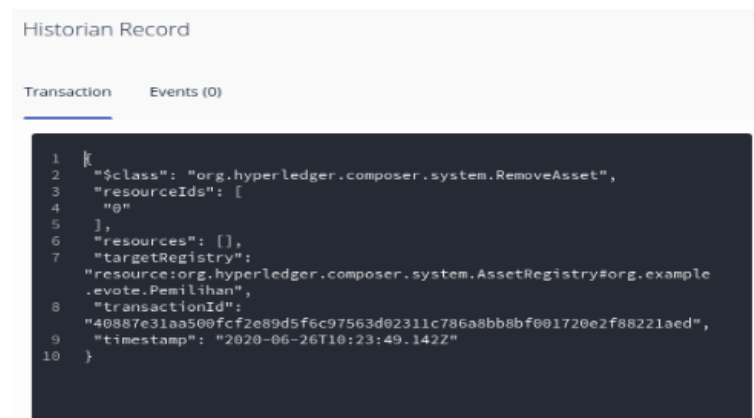 Historian Record
Transaction Events (0)
1 {
2 "$class": "org.hyperledger.composer.system.RemoveAsset",
3 "resourceIds": [
4 "0"
5 ],
6 "resources": [],
7 "targetRegistry":
"resource:org.hyperledger.composer.system.AssetRegistry#org.example
.evote.Pemilihan",
8 "transactionId":
"40887e31aa500fcf2e89d5f6c97563d02311c786a8bb8bf001720e2f88221aed",
9 "timestamp": "2020-06-26T10:23:49.142Z"
10 }